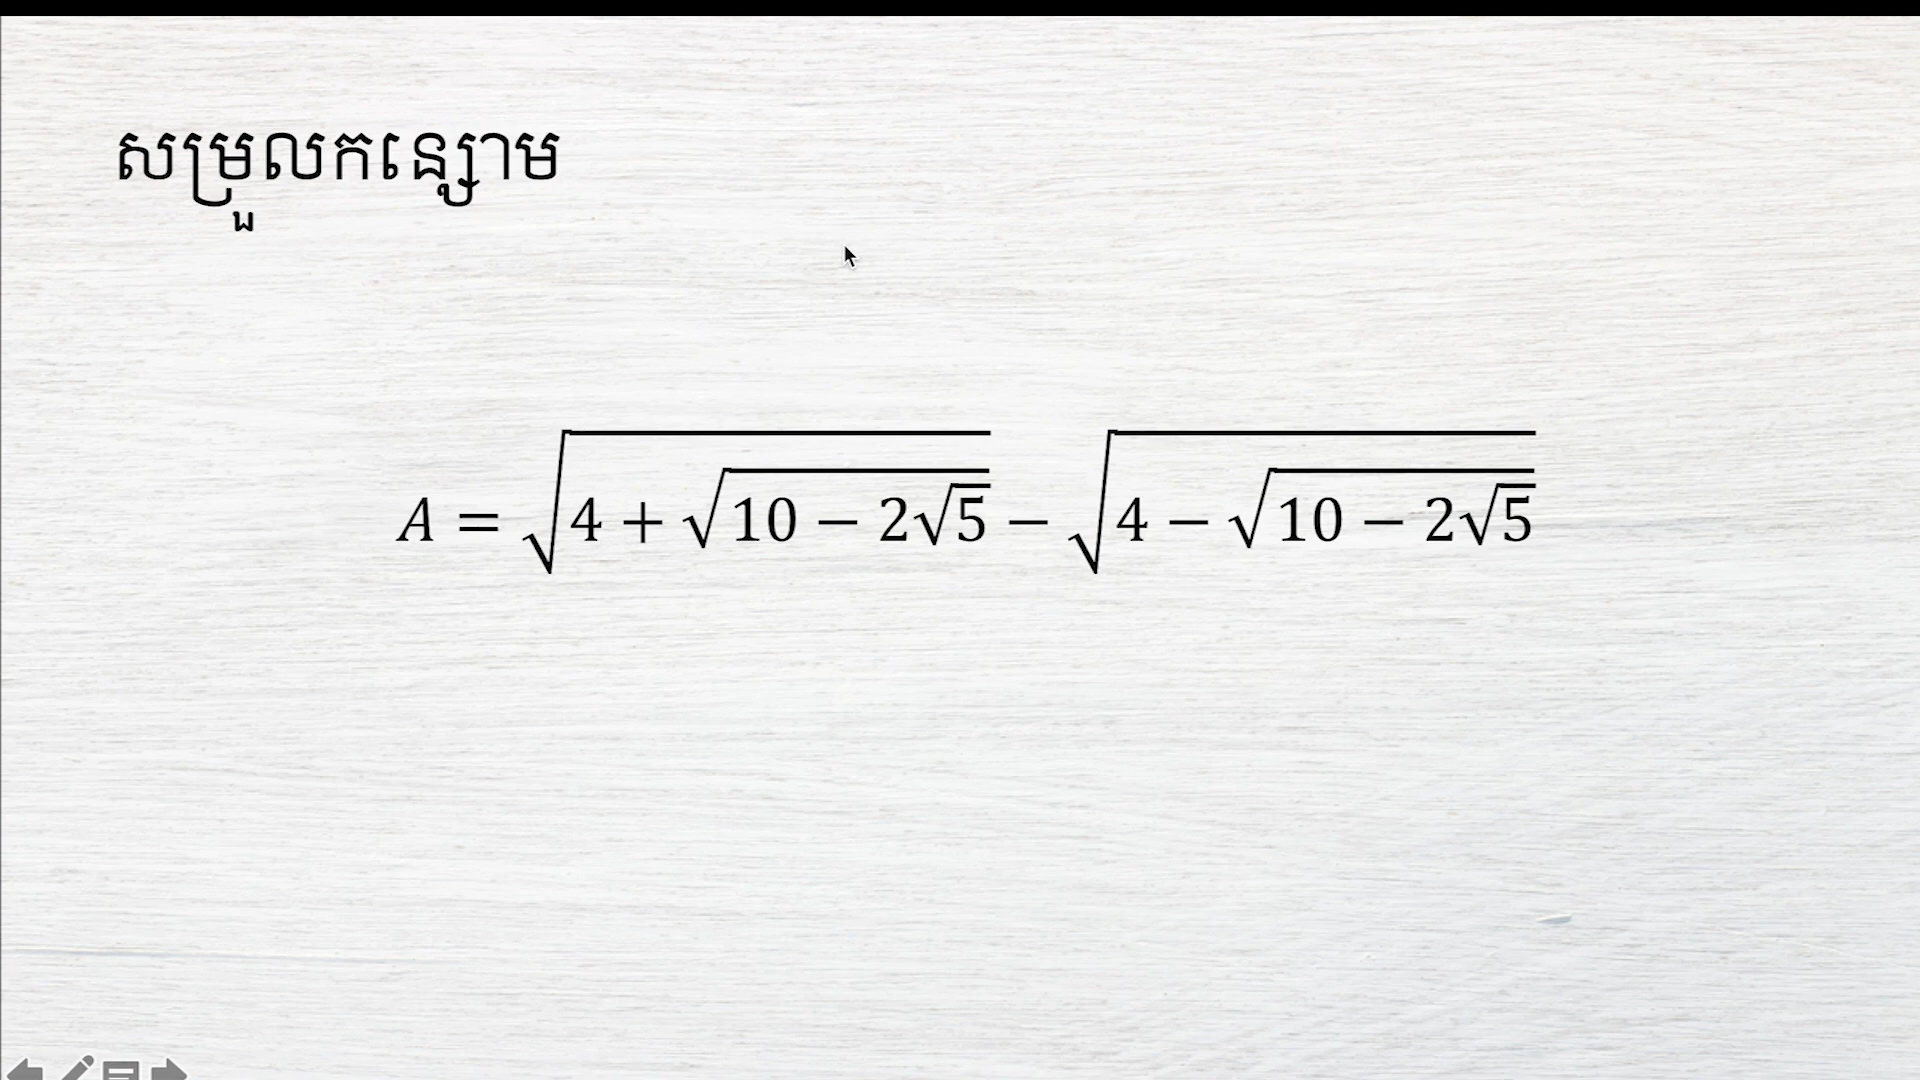 សម្រួលកន្សោម
A = √(4 + √(10 − 2√5)) − √(4 − √(10 − 2√5))